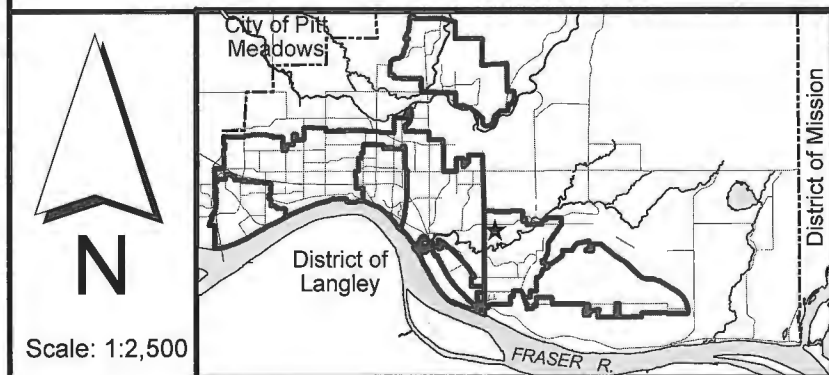 City of Pitt
Meadows
District of Mission
District of
Langley
N
Scale: 1:2,500
FRASER R.